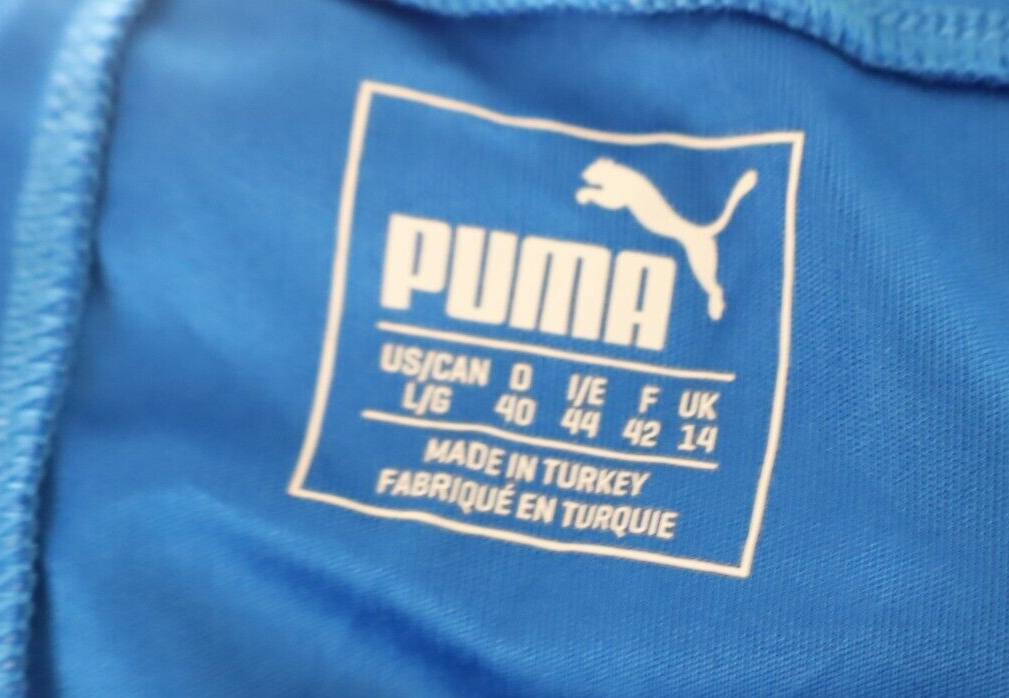 PUMA
US/CAN D I/E F UK
L/G 40 44 42 14
MADE IN TURKEY
FABRIQUÉ EN TURQUIE